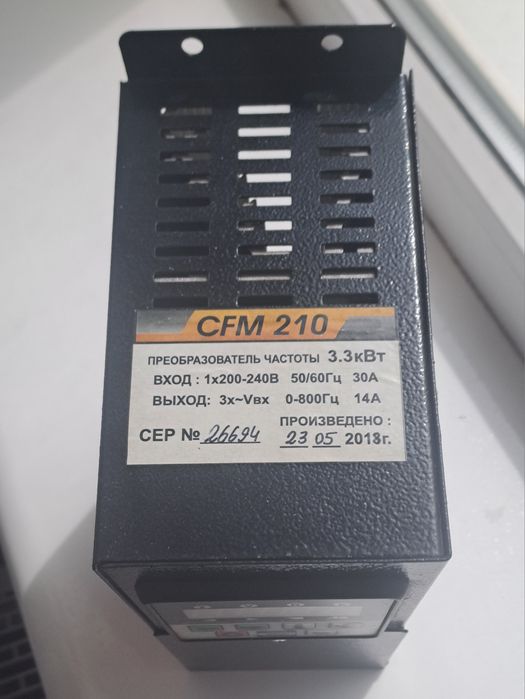 CFM 210
ПРЕОБРАЗОВАТЕЛЬ ЧАСТОТЫ 3.3кВт
ВХОД : 1х200-240В 50/60Гц 30А
ВЫХОД: 3х~Vвх 0-800Гц 14А
ПРОИЗВЕДЕНО :
СЕР № 26694 23 05 2018г.